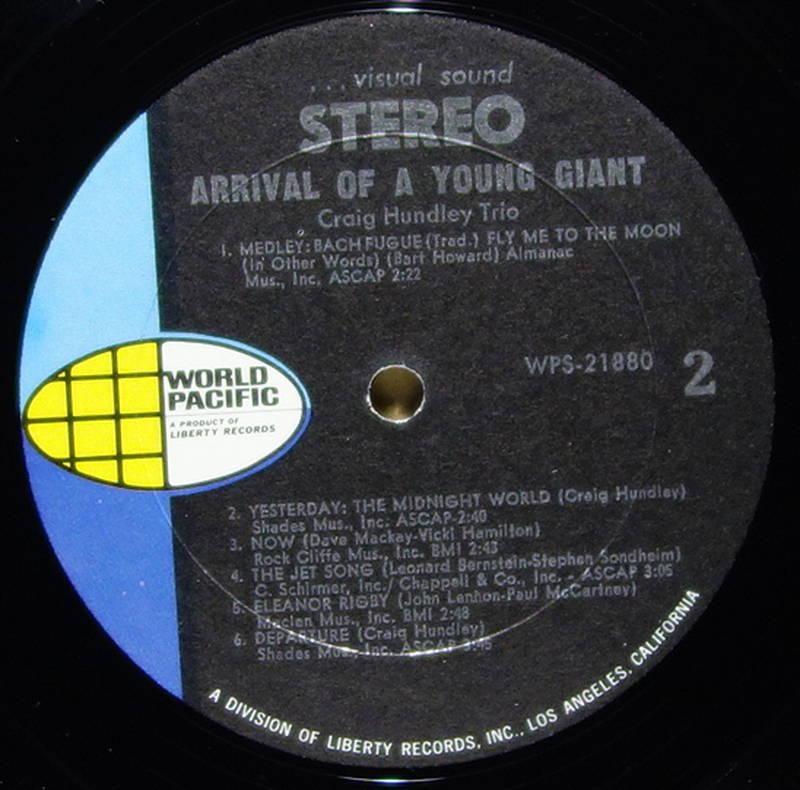 ...visual sound
STEREO
ARRIVAL OF A YOUNG GIANT
Craig Hundley Trio
1. MEDLEY: BACH FUGUE (Trad.) FLY ME TO THE MOON
(In Other Words) (Bart Howard) Almanac
Mus., Inc. ASCAP 2:22
WPS-21880 2
WORLD
PACIFIC
A PRODUCT OF
LIBERTY RECORDS
2. YESTERDAY: THE MIDNIGHT WORLD (Craig Hundley)
Shades Mus., Inc. ASCAP-2:40
3. NOW (Dave Mackay-Vicki Hamilton)
Rock Cliffe Mus., Inc. BMI 2:43
4. THE JET SONG (Leonard Bernstein-Stephen Sondheim)
C. Schirmer, Inc./ Chappell & Co., Inc. - ASCAP 3:05
5. ELEANOR RIGBY (John Lennon-Paul McCartney)
Maclen Mus., Inc. BMI 2:48
6. DEPARTURE (Craig Hundley)
Shades Mus., Inc. ASCAP
A DIVISION OF LIBERTY RECORDS, INC., LOS ANGELES, CALIFORNIA